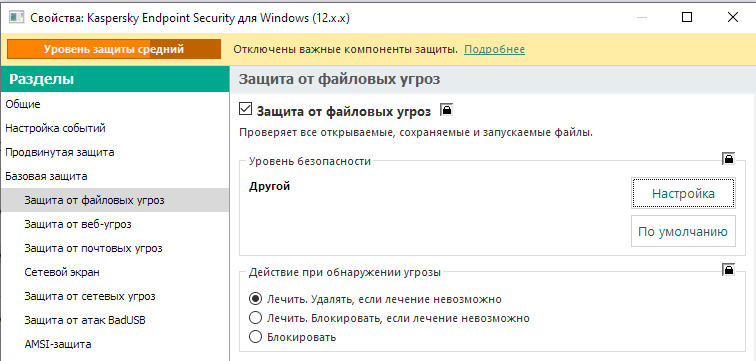 Свойства: Kaspersky Endpoint Security для Windows (12.x.x)
Уровень защиты средний
Отключены важные компоненты защиты. Подробнее
Разделы
Общие
Настройка событий
Продвинутая защита
Базовая защита
Защита от файловых угроз
Защита от веб-угроз
Защита от почтовых угроз
Сетевой экран
Защита от сетевых угроз
Защита от атак BadUSB
AMSI-защита
Защита от файловых угроз
Защита от файловых угроз
Проверяет все открываемые, сохраняемые и запускаемые файлы.
Уровень безопасности
Другой
Настройка
По умолчанию
Действие при обнаружении угрозы
Лечить. Удалять, если лечение невозможно
Лечить. Блокировать, если лечение невозможно
Блокировать